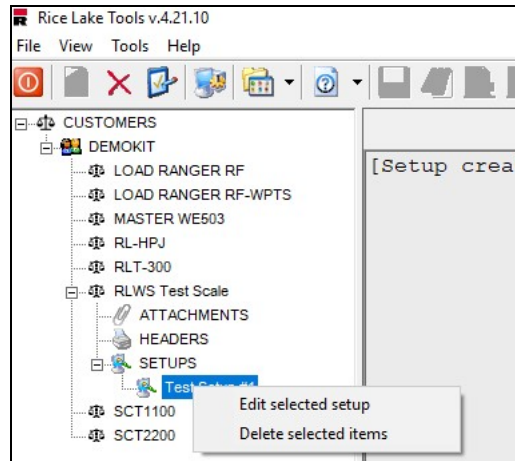 Rice Lake Tools v.4.21.10
File View Tools Help
CUSTOMERS
DEMOKIT
[Setup crea
LOAD RANGER RF
LOAD RANGER RF-WPTS
MASTER WE503
RL-HPJ
RLT-300
RLWS Test Scale
ATTACHMENTS
HEADERS
SETUPS
Test Setup #1
Edit selected setup
SCT1100
Delete selected items
SCT2200